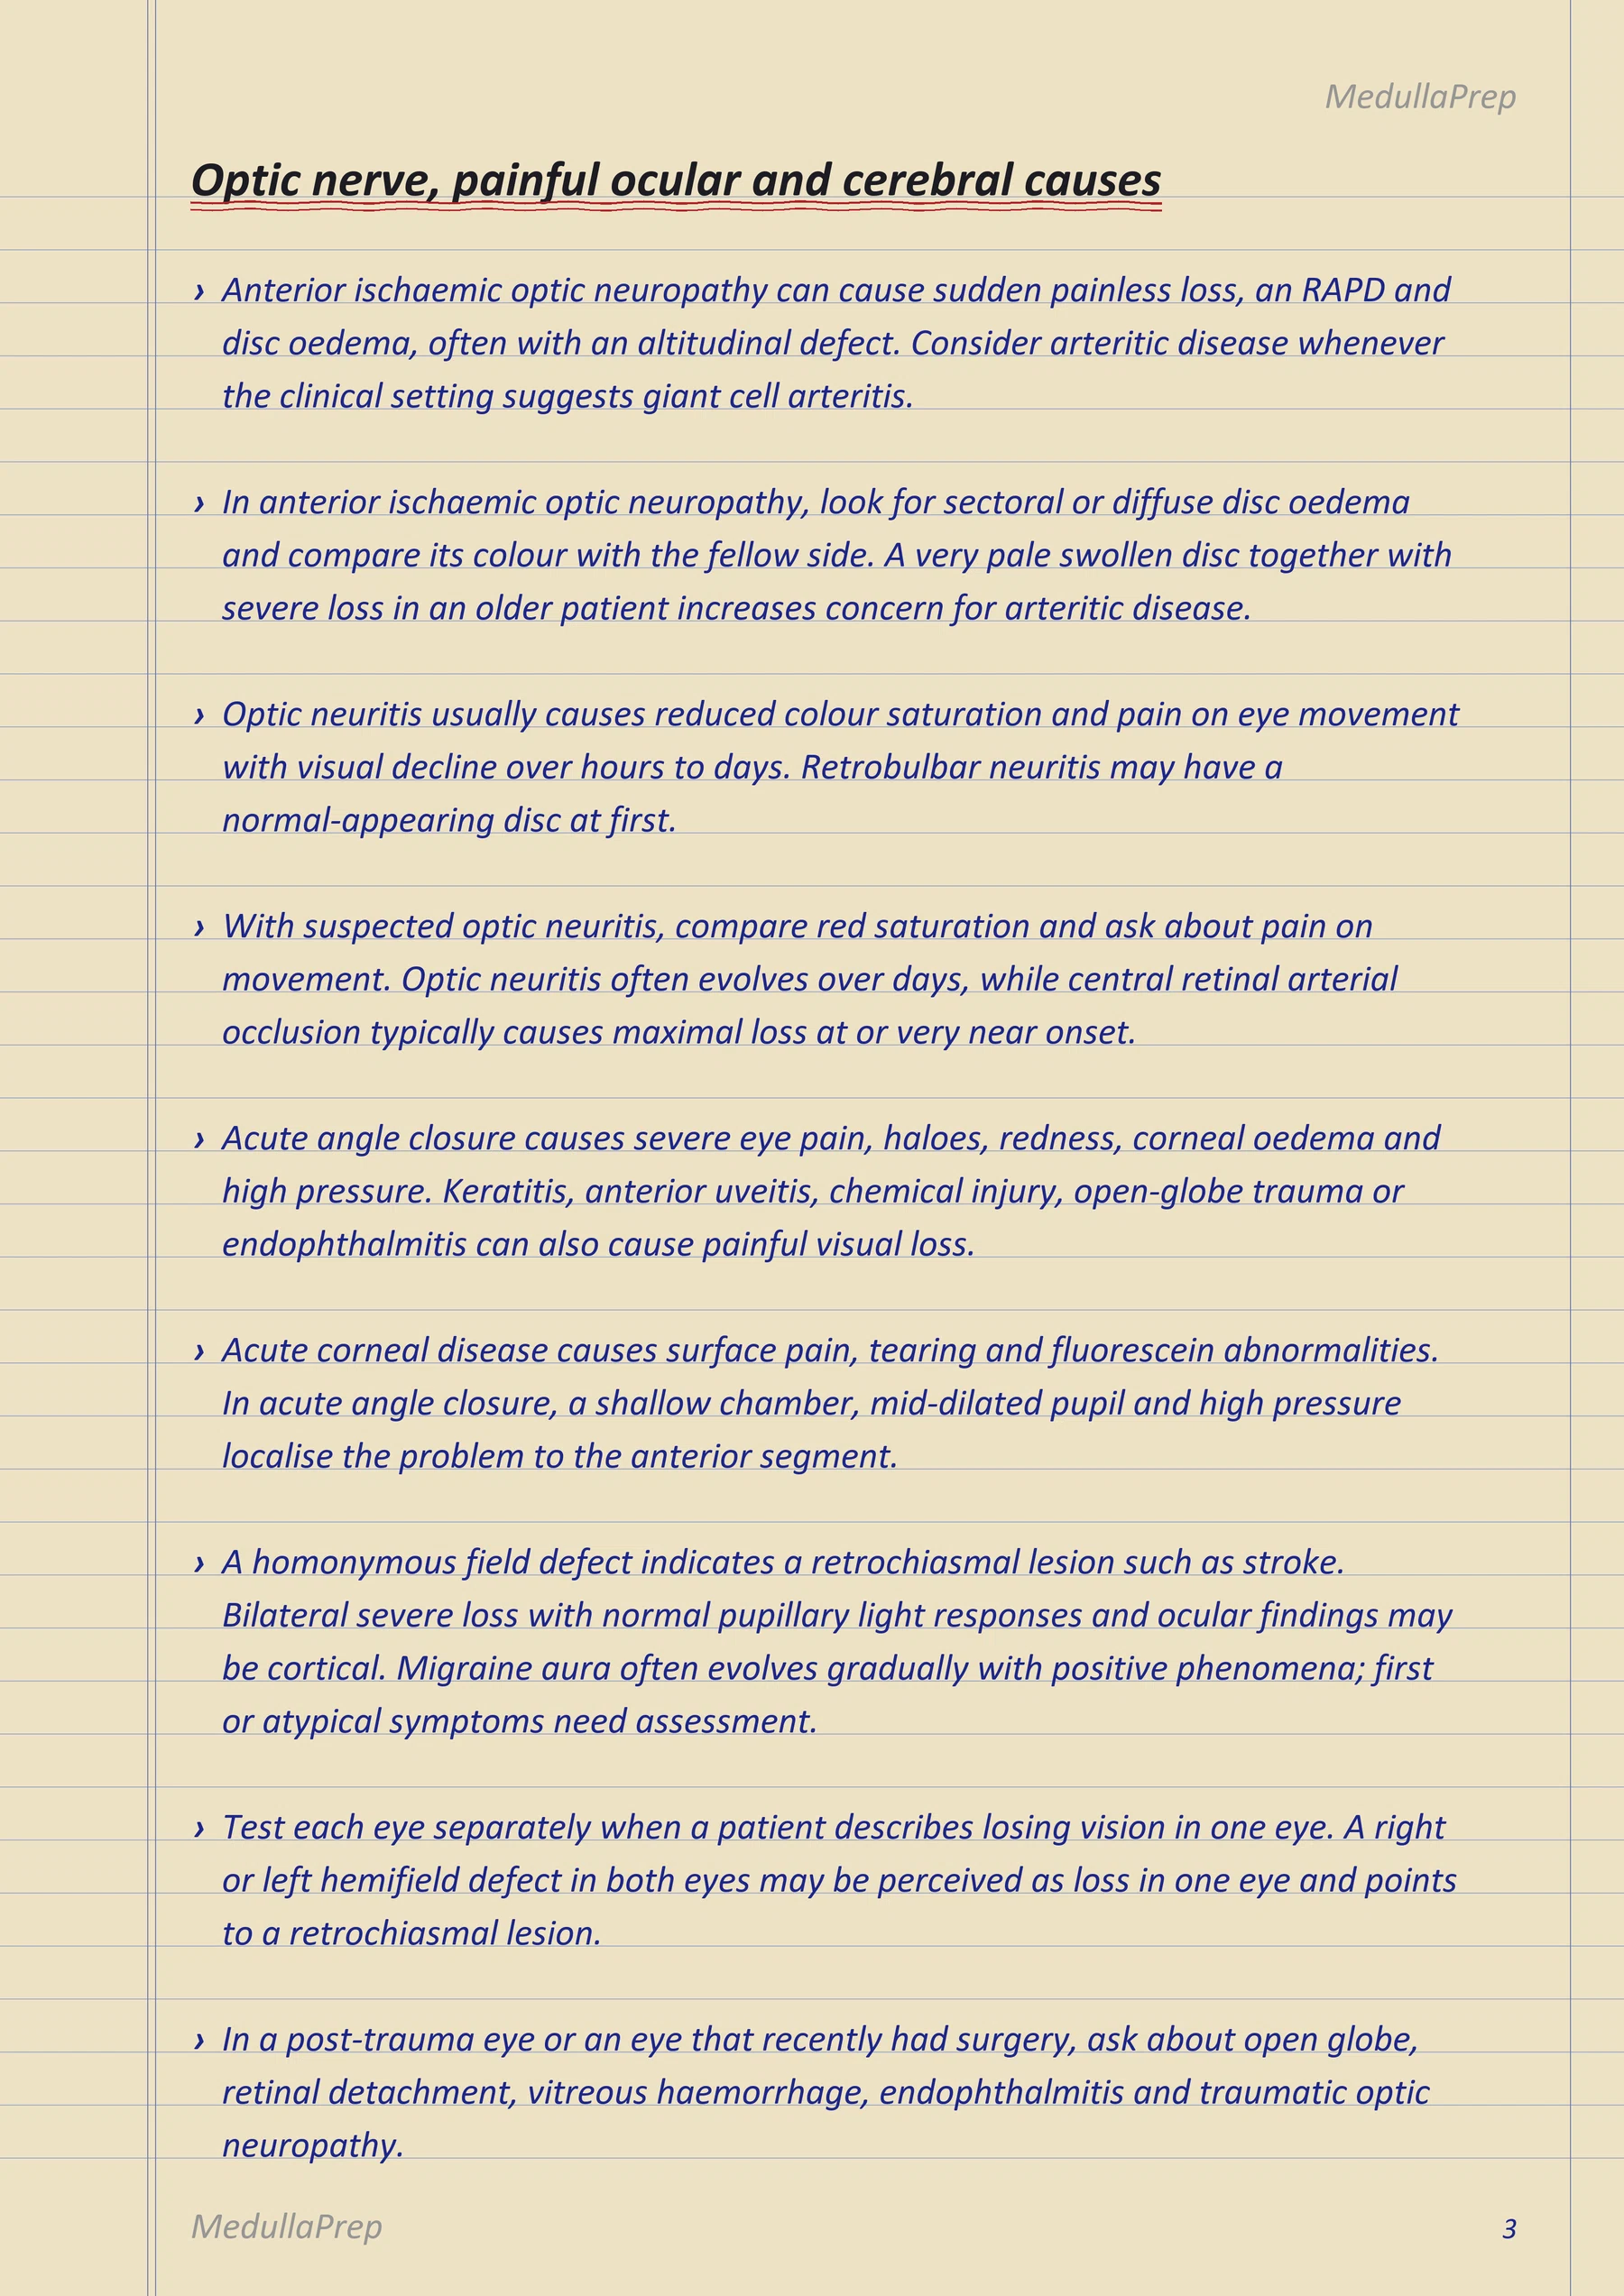 MedullaPrep
Optic nerve, painful ocular and cerebral causes
› Anterior ischaemic optic neuropathy can cause sudden painless loss, an RAPD and
disc oedema, often with an altitudinal defect. Consider arteritic disease whenever
the clinical setting suggests giant cell arteritis.
› In anterior ischaemic optic neuropathy, look for sectoral or diffuse disc oedema
and compare its colour with the fellow side. A very pale swollen disc together with
severe loss in an older patient increases concern for arteritic disease.
› Optic neuritis usually causes reduced colour saturation and pain on eye movement
with visual decline over hours to days. Retrobulbar neuritis may have a
normal-appearing disc at first.
› With suspected optic neuritis, compare red saturation and ask about pain on
movement. Optic neuritis often evolves over days, while central retinal arterial
occlusion typically causes maximal loss at or very near onset.
› Acute angle closure causes severe eye pain, haloes, redness, corneal oedema and
high pressure. Keratitis, anterior uveitis, chemical injury, open-globe trauma or
endophthalmitis can also cause painful visual loss.
› Acute corneal disease causes surface pain, tearing and fluorescein abnormalities.
In acute angle closure, a shallow chamber, mid-dilated pupil and high pressure
localise the problem to the anterior segment.
› A homonymous field defect indicates a retrochiasmal lesion such as stroke.
Bilateral severe loss with normal pupillary light responses and ocular findings may
be cortical. Migraine aura often evolves gradually with positive phenomena; first
or atypical symptoms need assessment.
› Test each eye separately when a patient describes losing vision in one eye. A right
or left hemifield defect in both eyes may be perceived as loss in one eye and points
to a retrochiasmal lesion.
› In a post-trauma eye or an eye that recently had surgery, ask about open globe,
retinal detachment, vitreous haemorrhage, endophthalmitis and traumatic optic
neuropathy.
MedullaPrep
3